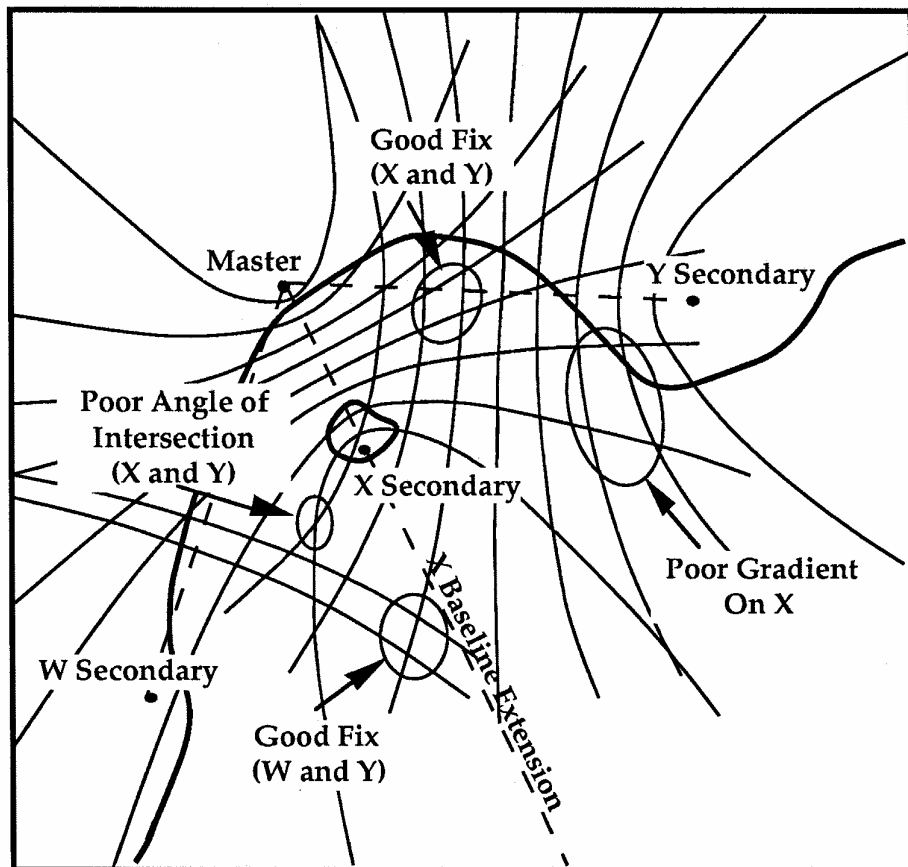 Good Fix
(X and Y)
Master
Y Secondary
Poor Angle of
Intersection
(X and Y)
X Secondary
Poor Gradient
On X
X Baseline Extension
W Secondary
Good Fix
(W and Y)